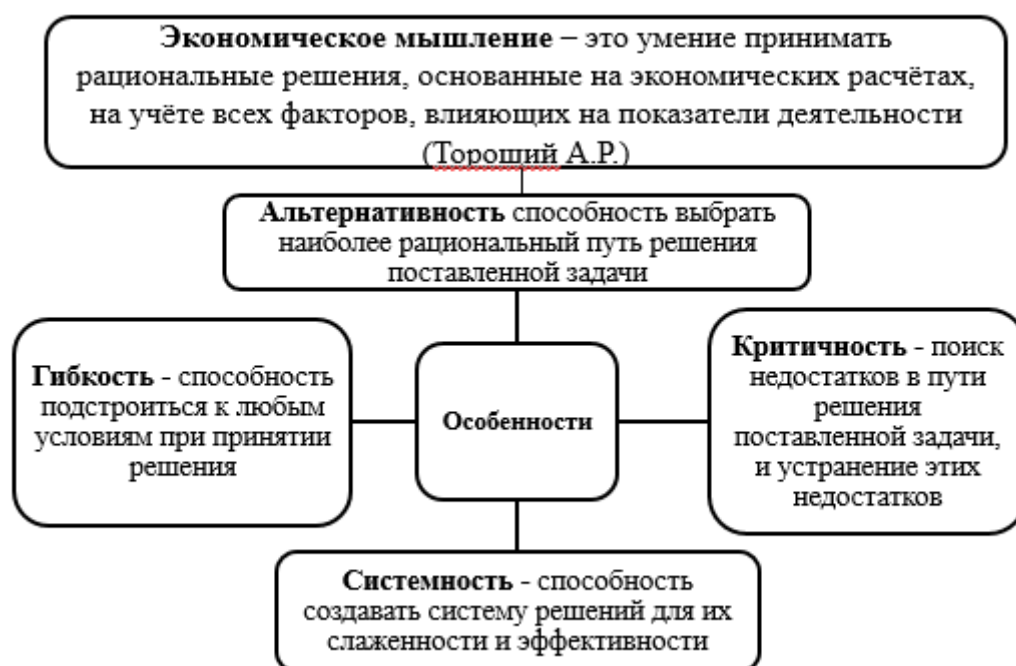 Экономическое мышление – это умение принимать
рациональные решения, основанные на экономических расчётах,
на учёте всех факторов, влияющих на показатели деятельности
(Тороший А.Р.)
Альтернативность способность выбрать
наиболее рациональный путь решения
поставленной задачи
Гибкость - способность
подстроиться к любым
условиям при принятии
решения
Особенности
Критичность - поиск
недостатков в пути
решения
поставленной задачи,
и устранение этих
недостатков
Системность - способность
создавать систему решений для их
слаженности и эффективности